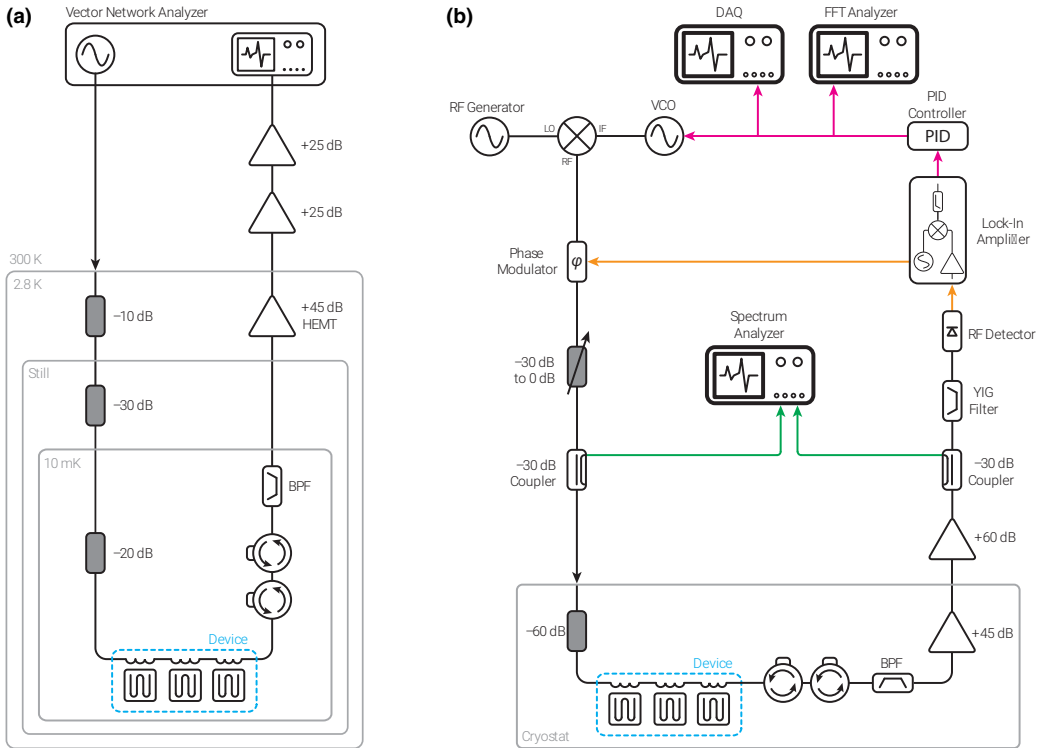 (a)
Vector Network Analyzer
+25 dB
+25 dB
300 K
2.8 K
–10 dB
+45 dB
HEMT
Still
–30 dB
10 mK
BPF
–20 dB
Device
(b)
DAQ
FFT Analyzer
RF Generator
LO
IF
RF
VCO
PID
Controller
PID
Phase
Modulator
φ
Lock-In
Amplifier
Spectrum
Analyzer
RF Detector
–30 dB
to 0 dB
YIG
Filter
–30 dB
Coupler
–30 dB
Coupler
+60 dB
–60 dB
+45 dB
Device
BPF
Cryostat